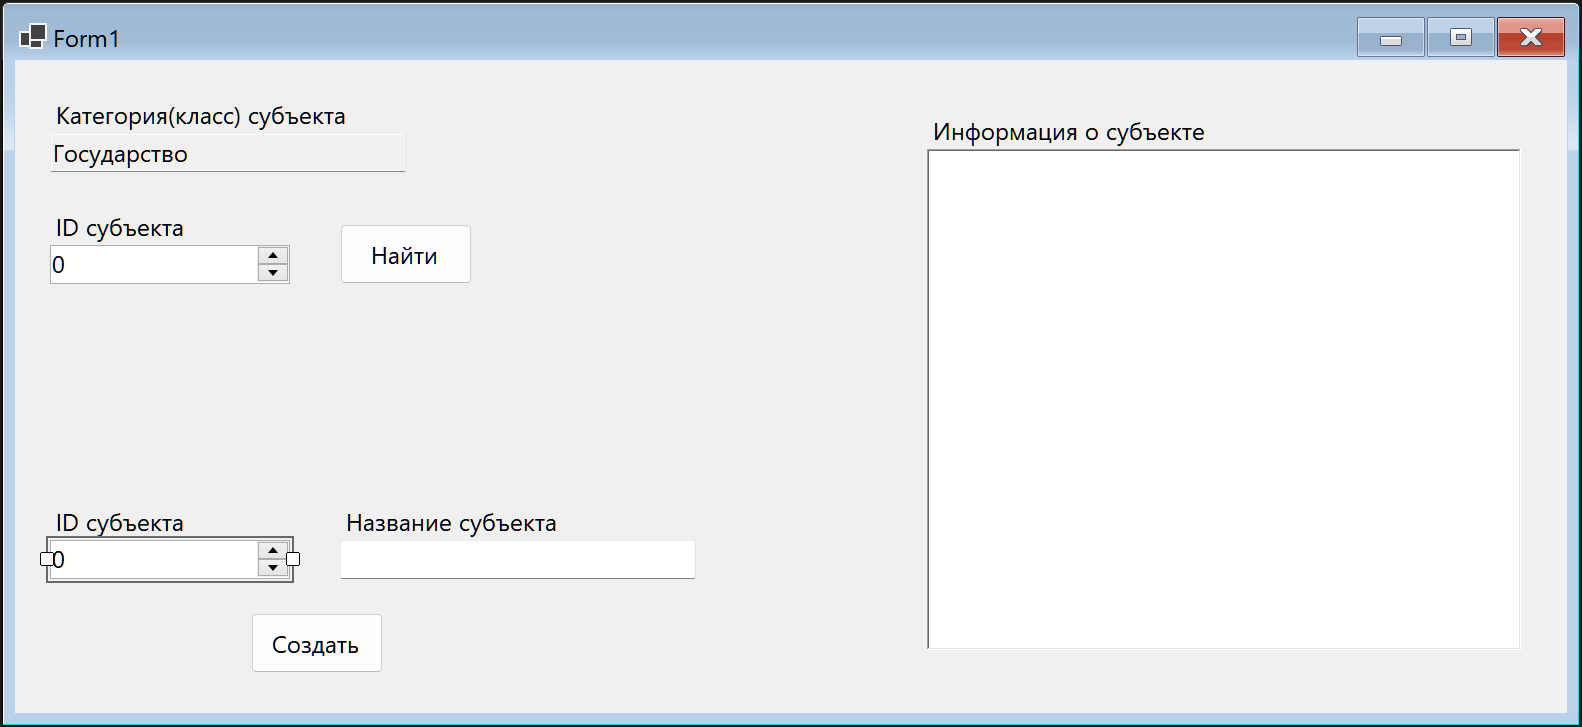 Form1
Категория(класс) субъекта
Государство
ID субъекта
0
Найти
ID субъекта
0
Название субъекта
Создать
Информация о субъекте